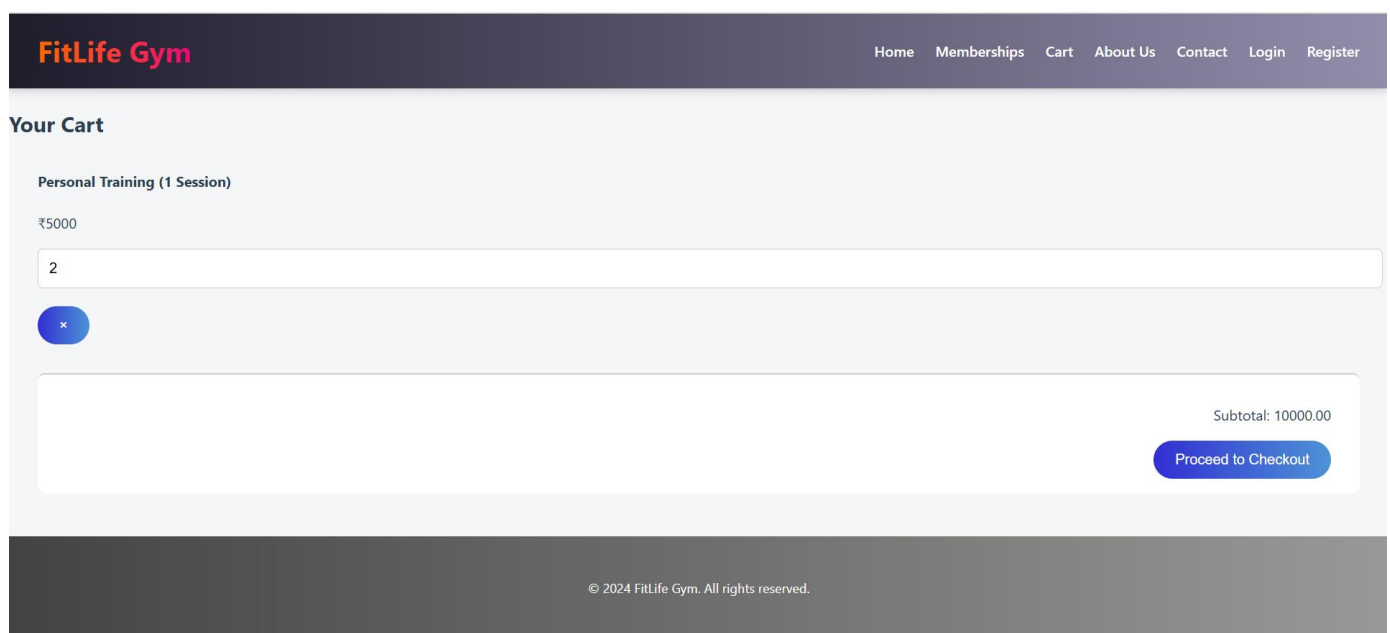 FitLife Gym
Home Memberships Cart About Us Contact Login Register
Your Cart
Personal Training (1 Session)
₹5000
2
×
Subtotal: 10000.00
Proceed to Checkout
© 2024 FitLife Gym. All rights reserved.